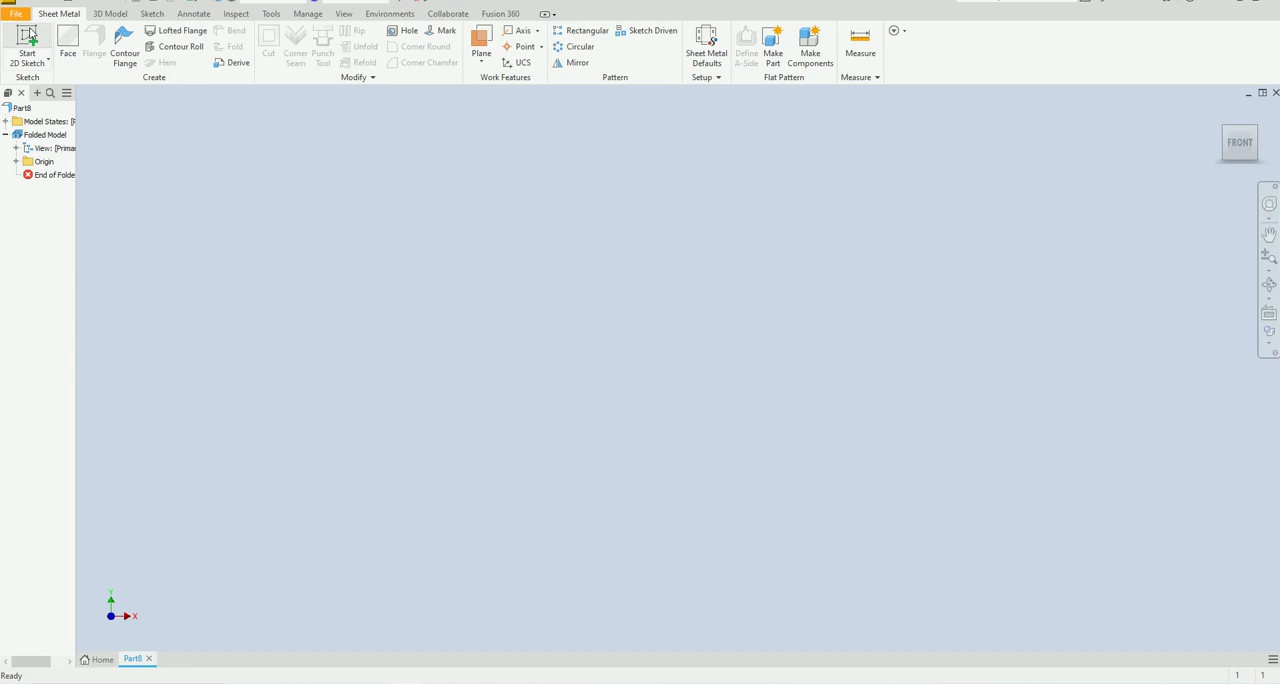 File Sheet Metal 3D Model Sketch Annotate Inspect Tools Manage View Environments Collaborate Fusion 360
Start
2D Sketch
Sketch
Face
Flange
Contour
Flange
Lofted Flange
Contour Roll
Hem
Bend
Fold
Derive
Create
Cut
Corner
Seam
Punch
Tool
Rip
Unfold
Refold
Hole
Mark
Corner Round
Corner Chamfer
Modify
Plane
Axis
Point
UCS
Work Features
Rectangular
Circular
Mirror
Sketch Driven
Pattern
Sheet Metal
Defaults
Setup
Define
A-Side
Make
Part
Make
Components
Flat Pattern
Measure
Measure
Part8
Model States: [P
Folded Model
View: [Prima
Origin
End of Folde
FRONT
Y
X
Home Part8
Ready 1 1